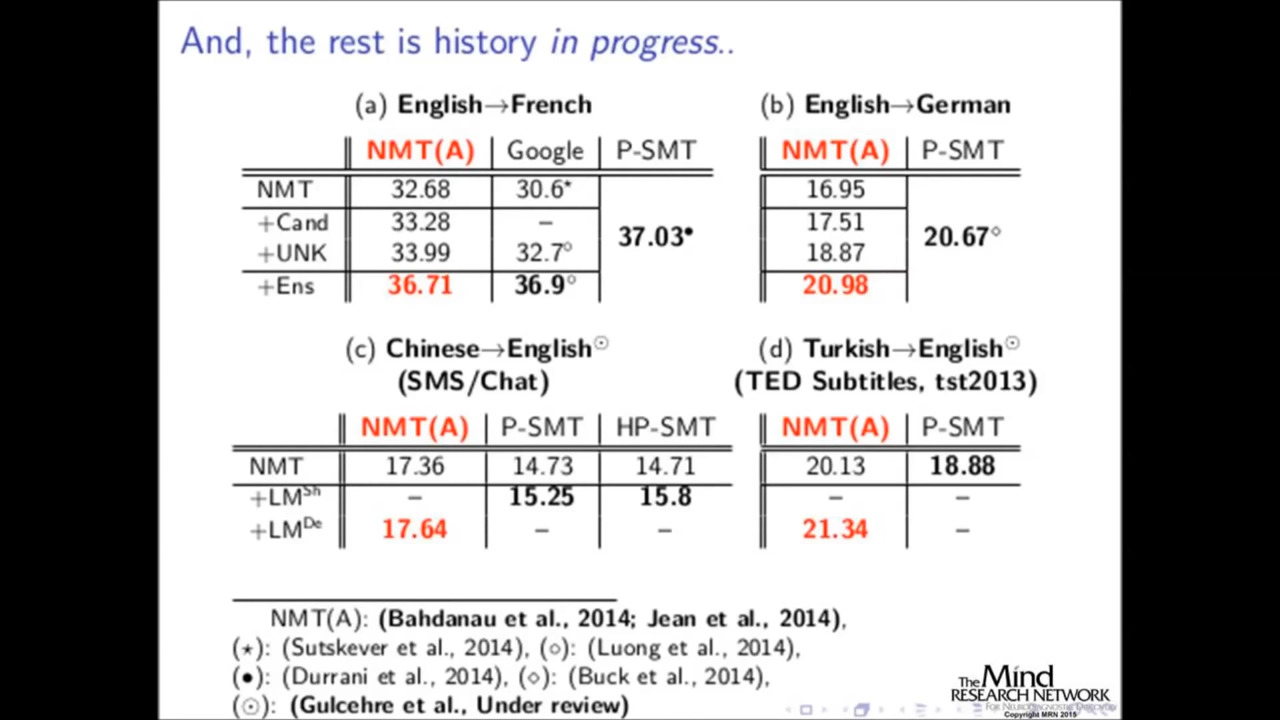 And, the rest is history in progress..
(a) English→French
NMT(A) Google P-SMT
NMT 32.68 30.6⋆
+Cand 33.28 –
37.03•
+UNK 33.99 32.7◦
+Ens 36.71 36.9◦
(b) English→German
NMT(A) P-SMT
16.95
17.51
20.67⋄
18.87
20.98
(c) Chinese→English⊙
(SMS/Chat)
NMT(A) P-SMT HP-SMT
NMT 17.36 14.73 14.71
+LM^Sh – 15.25 15.8
+LM^De 17.64 – –
(d) Turkish→English⊙
(TED Subtitles, tst2013)
NMT(A) P-SMT
20.13 18.88
– –
21.34 –
NMT(A): (Bahdanau et al., 2014; Jean et al., 2014),
(⋆): (Sutskever et al., 2014), (◦): (Luong et al., 2014),
(•): (Durrani et al., 2014), (⋄): (Buck et al., 2014),
(⊙): (Gulcehre et al., Under review)
The Mind
RESEARCH NETWORK
Copyright MRN 2015